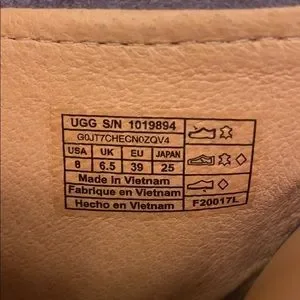 UGG S/N 1019894
G0JT7CHECN0ZQV4
USA UK EU JAPAN
8 6.5 39 25
Made In Vietnam
Fabrique en Vietnam
Hecho en Vietnam
F20017L